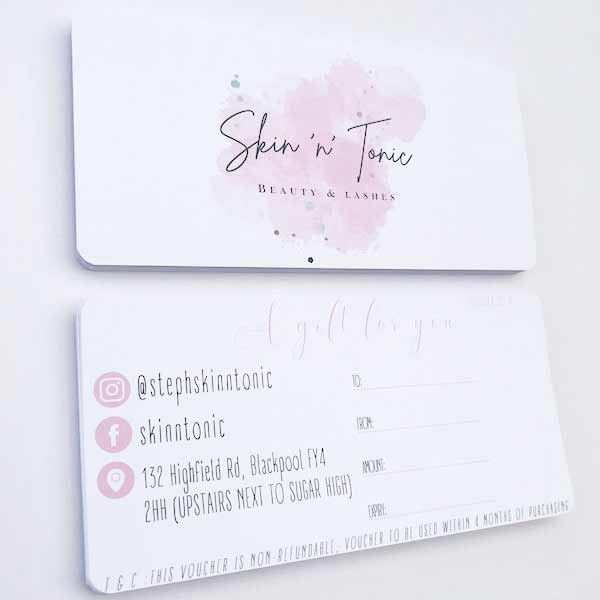 Skin 'n' Tonic
BEAUTY & LASHES
A gift for you
@stephskinntonic
skinntonic
132 Highfield Rd, Blackpool FY4
2HH (UPSTAIRS NEXT TO SUGAR HIGH)
TO:
FROM:
AMOUNT:
EXPIRY:
T & C :THIS VOUCHER IS NON-REFUNDABLE, VOUCHER TO BE USED WITHIN 4 MONTHS OF PURCHASING